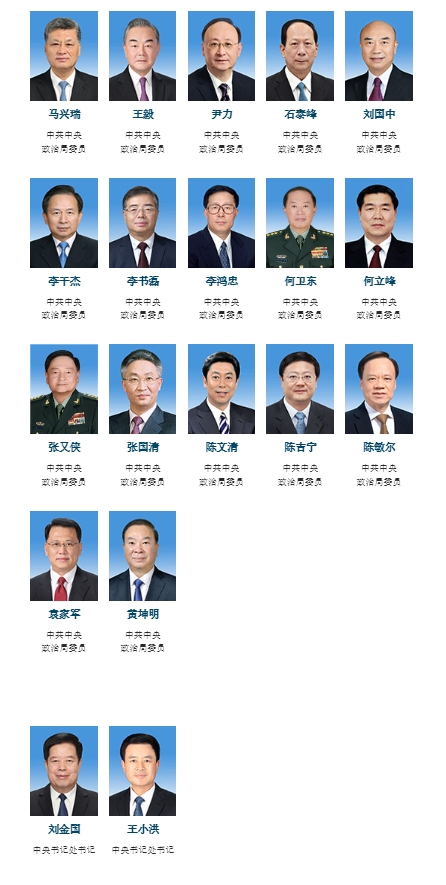 马兴瑞 王毅 尹力 石泰峰 刘国中
中共中央 中共中央 中共中央 中共中央 中共中央
政治局委员 政治局委员 政治局委员 政治局委员 政治局委员
李干杰 李书磊 李鸿忠 何卫东 何立峰
中共中央 中共中央 中共中央 中共中央 中共中央
政治局委员 政治局委员 政治局委员 政治局委员 政治局委员
张又侠 张国清 陈文清 陈吉宁 陈敏尔
中共中央 中共中央 中共中央 中共中央 中共中央
政治局委员 政治局委员 政治局委员 政治局委员 政治局委员
袁家军 黄坤明
中共中央 中共中央
政治局委员 政治局委员
刘金国 王小洪
中央书记处书记 中央书记处书记